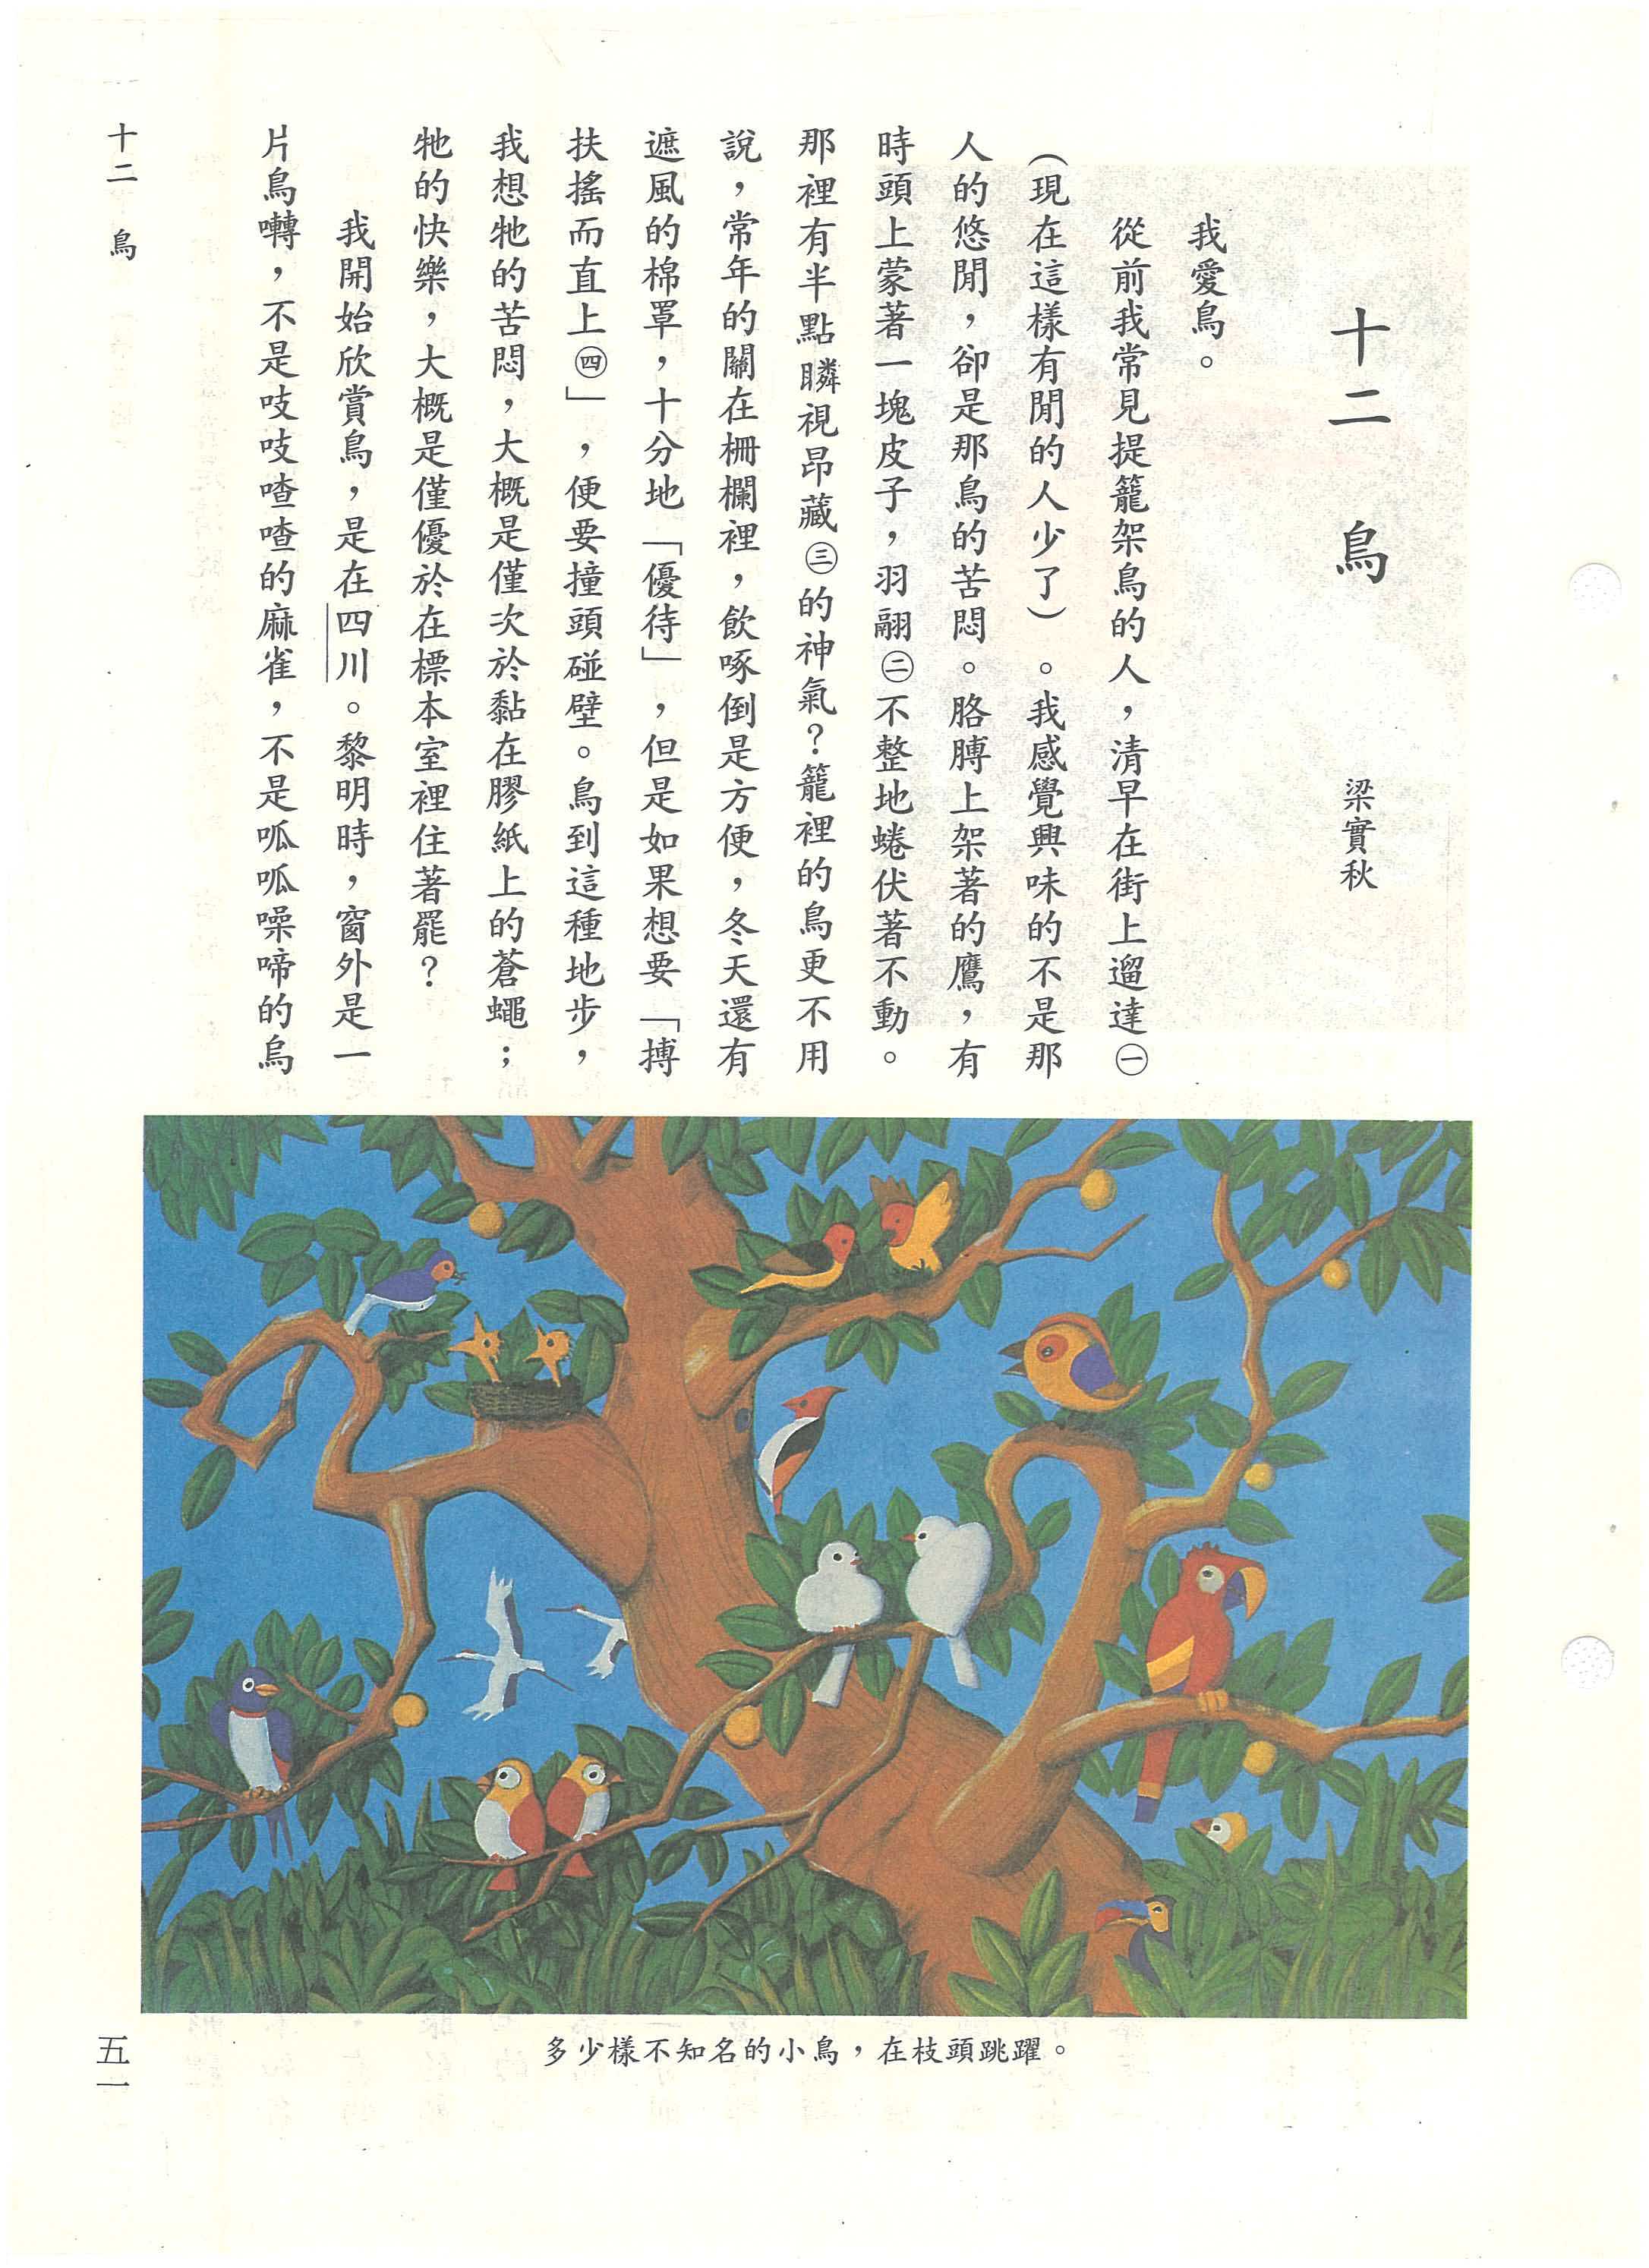 十二　鳥
梁實秋
我愛鳥。
從前我常見提籠架鳥的人，清早在街上遛達㊀
（現在這樣有閒的人少了）。我感覺興味的不是那
人的悠閒，卻是那鳥的苦悶。胳膊上架著的鷹，有
時頭上蒙著一塊皮子，羽翮㊁不整地蜷伏著不動。
那裡有半點瞵視昂藏㊂的神氣？籠裡的鳥更不用
說，常年的關在柵欄裡，飲啄倒是方便，冬天還有
遮風的棉罩，十分地「優待」，但是如果想要「搏
扶搖而直上㊃」，便要撞頭碰壁。鳥到這種地步，
我想牠的苦悶，大概是僅次於黏在膠紙上的蒼蠅；
牠的快樂，大概是僅優於在標本室裡住著罷？
我開始欣賞鳥，是在四川。黎明時，窗外是一
片鳥囀，不是吱吱喳喳的麻雀，不是呱呱噪啼的烏
多少樣不知名的小鳥，在枝頭跳躍。
十二　鳥
五一